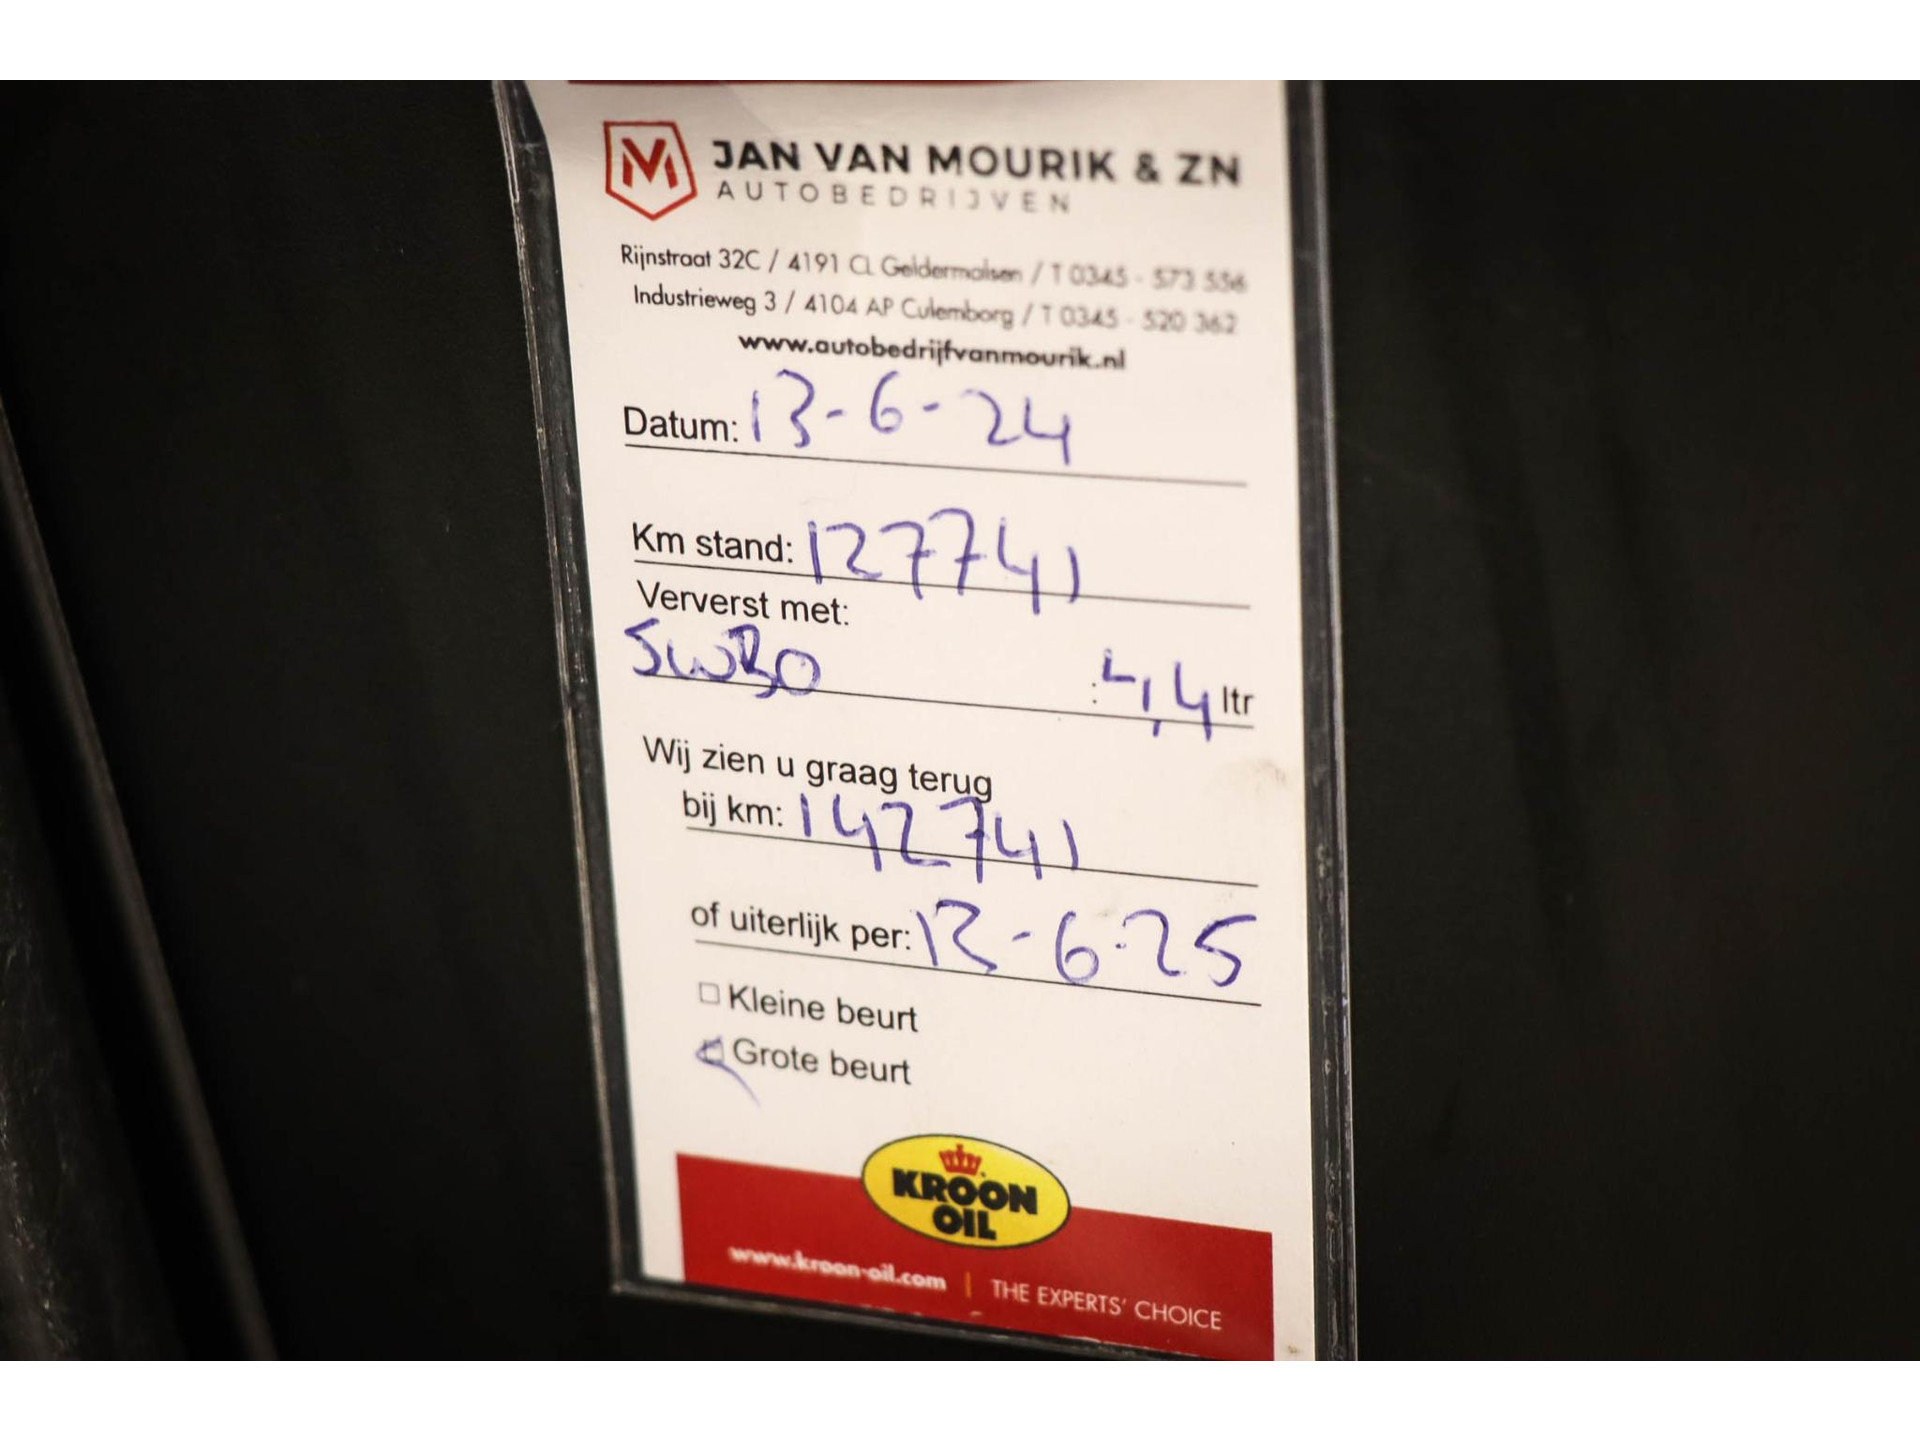 JAN VAN MOURIK & ZN
AUTOBEDRIJVEN
Rijnstraat 32C / 4191 CL Geldermalsen / T 0345 - 573 556
Industrieweg 3 / 4104 AP Culemborg / T 0345 - 520 362
www.autobedrijfvanmourik.nl
Datum: 13-6-24
Km stand: 127741
Ververst met:
5W30 : 4,4 ltr
Wij zien u graag terug
bij km: 142741
of uiterlijk per: 13-6-25
Kleine beurt
Grote beurt
KROON
OIL
www.kroon-oil.com | THE EXPERTS' CHOICE